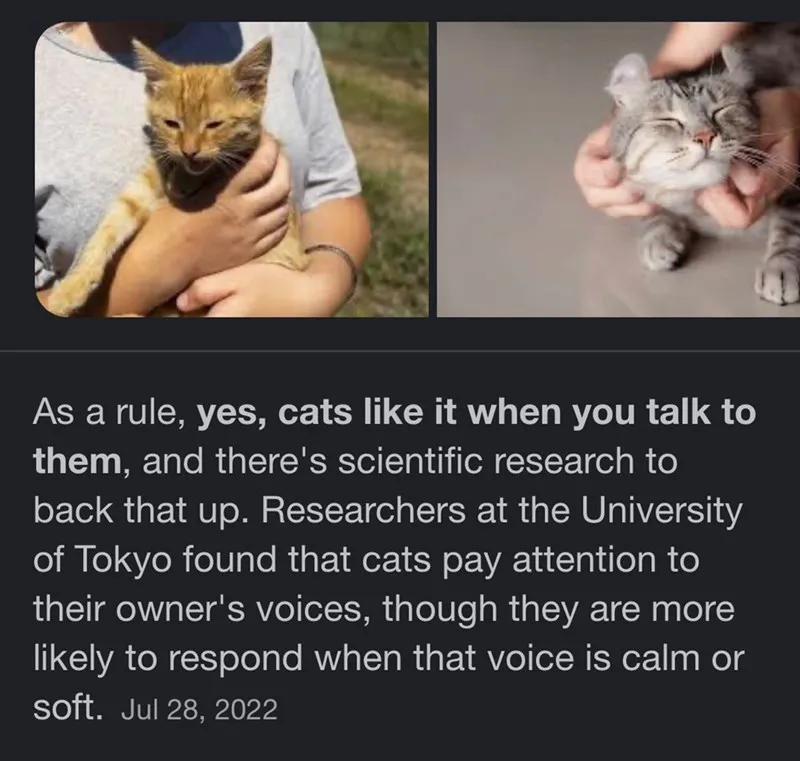 As a rule, yes, cats like it when you talk to
them, and there's scientific research to
back that up. Researchers at the University
of Tokyo found that cats pay attention to
their owner's voices, though they are more
likely to respond when that voice is calm or
soft. Jul 28, 2022